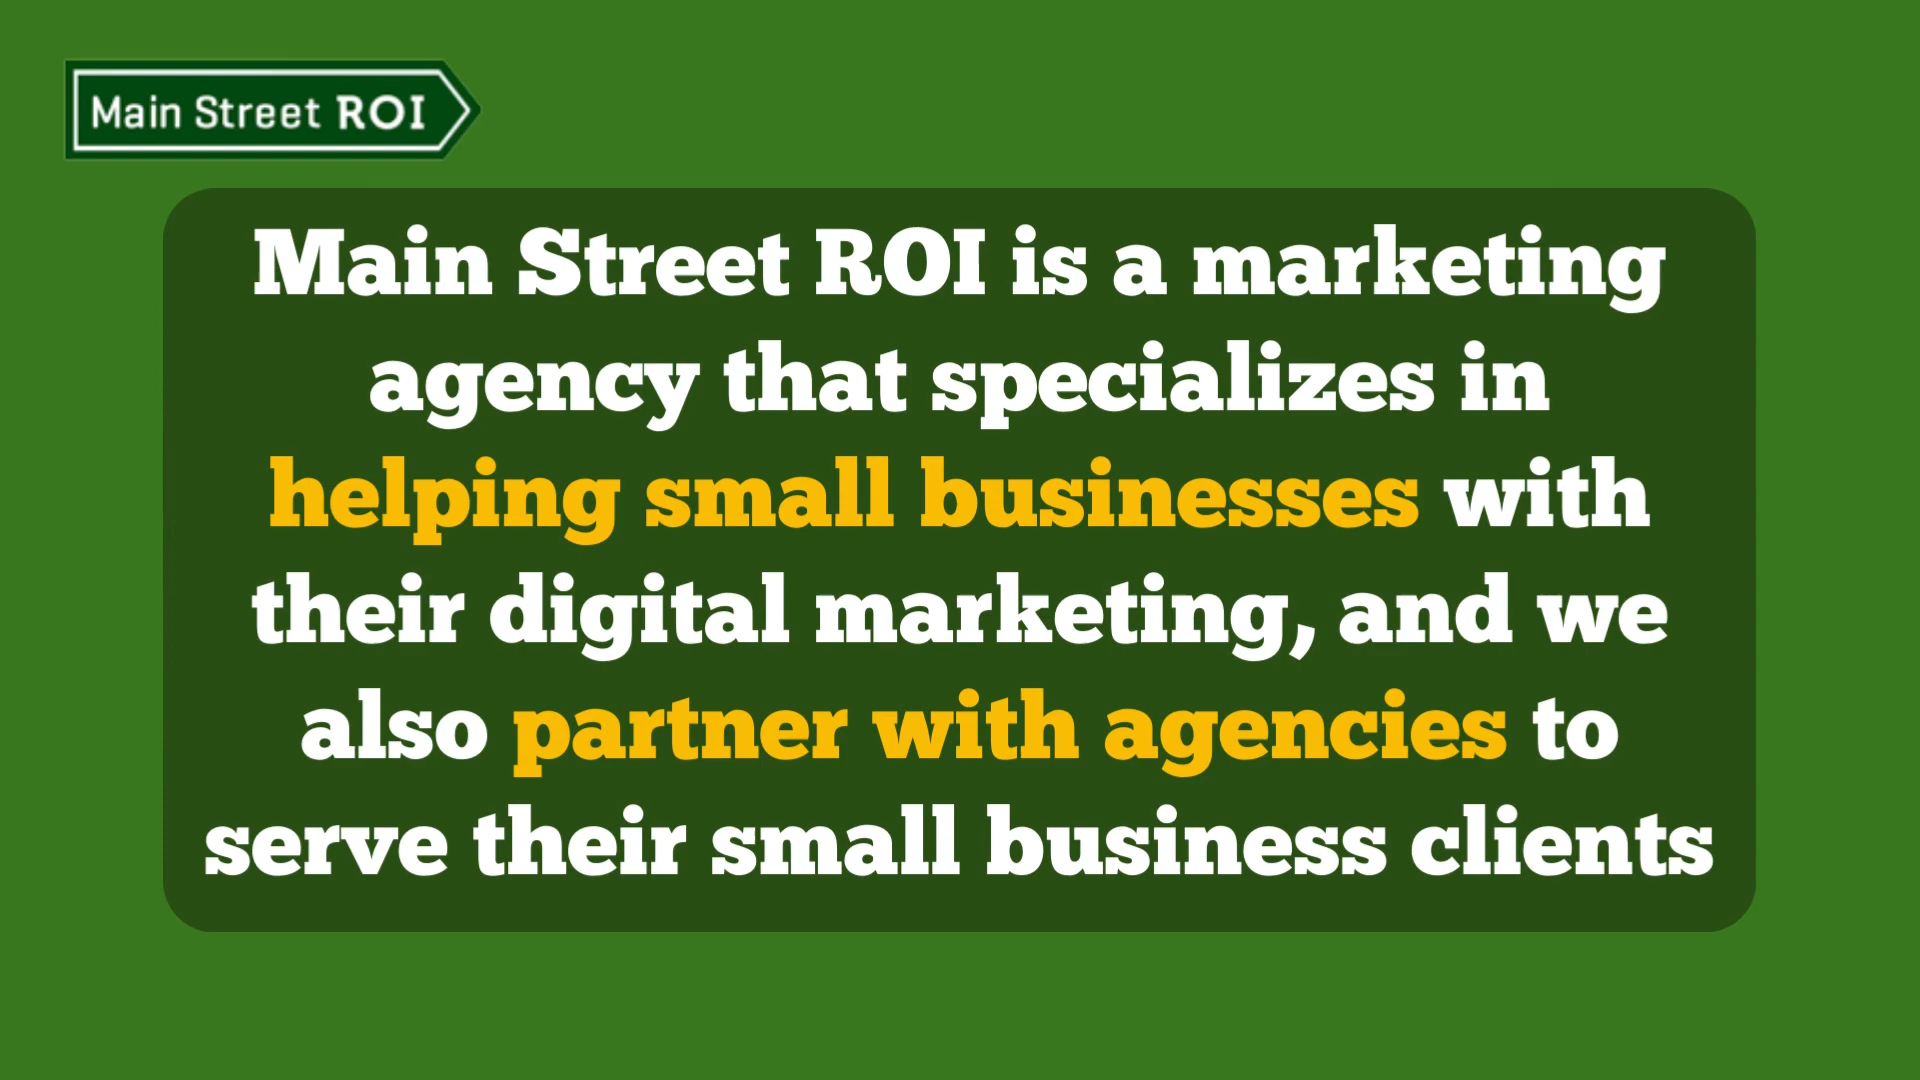 Main Street ROI
Main Street ROI is a marketing
agency that specializes in
helping small businesses with
their digital marketing, and we
also partner with agencies to
serve their small business clients